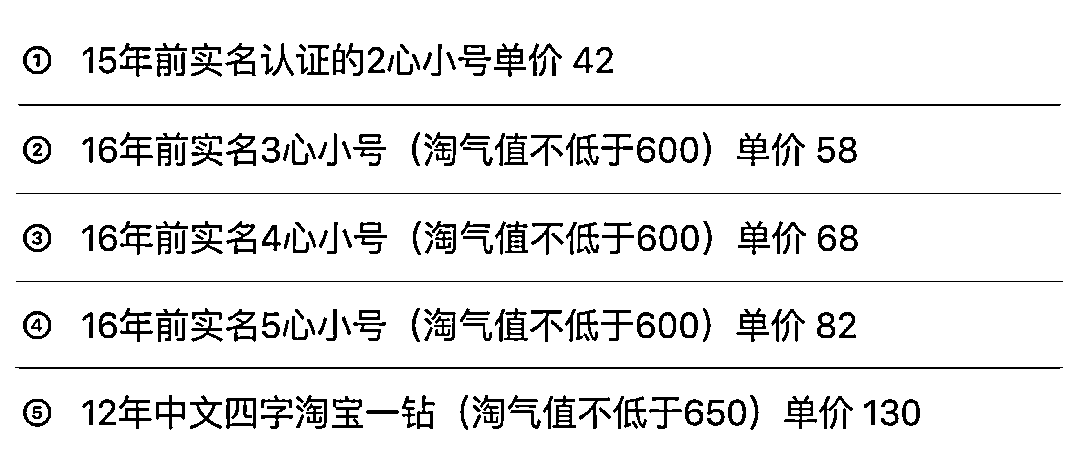 ① 15年前实名认证的2心小号单价 42
② 16年前实名3心小号（淘气值不低于600）单价 58
③ 16年前实名4心小号（淘气值不低于600）单价 68
④ 16年前实名5心小号（淘气值不低于600）单价 82
⑤ 12年中文四字淘宝一钻（淘气值不低于650）单价 130